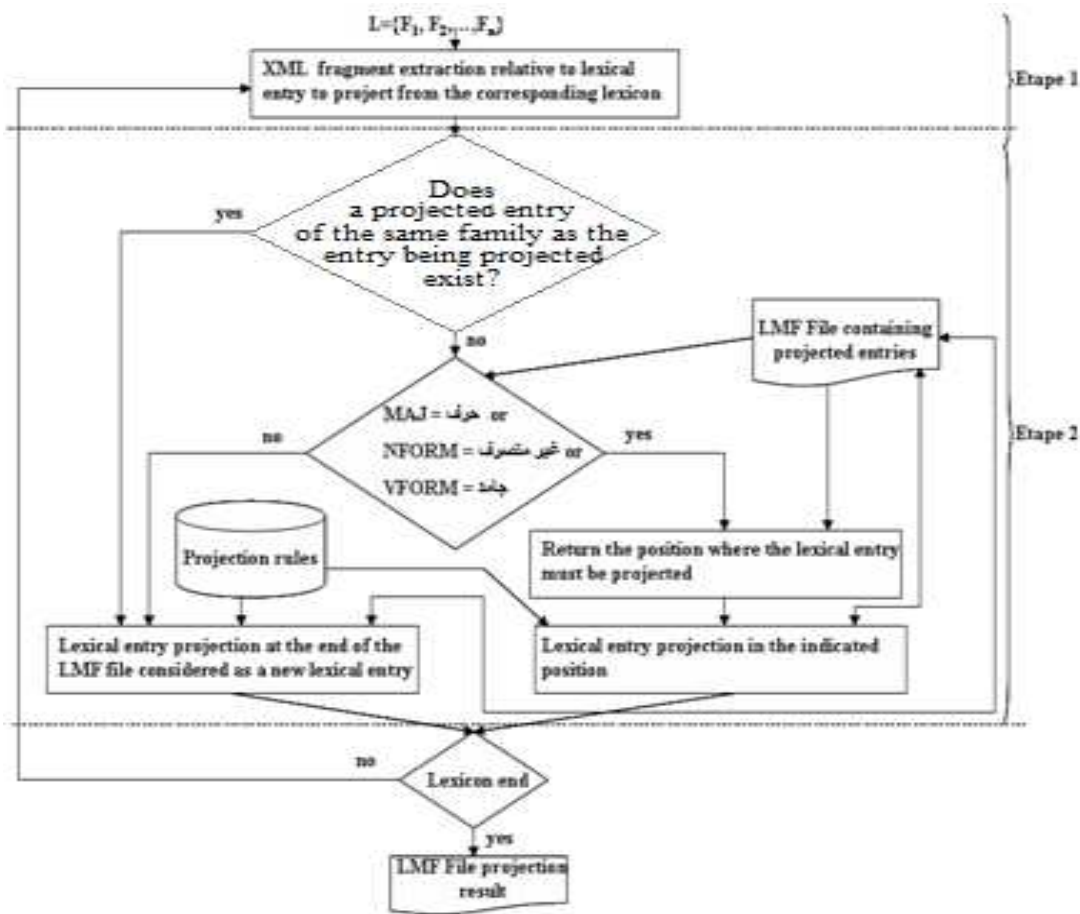 L={F1, F2,...,Fn}
XML fragment extraction relative to lexical
entry to project from the corresponding lexicon
Etape 1
Does
a projected entry
of the same family as the
entry being projected
exist?
yes
no
LMF File containing
projected entries
MAJ = حرف or
NFORM = غير متصرف or
VFORM = جامد
no
yes
Etape 2
Projection rules
Return the position where the lexical entry
must be projected
Lexical entry projection at the end of the
LMF file considered as a new lexical entry
Lexical entry projection in the indicated
position
no
Lexicon end
yes
LMF File projection
result